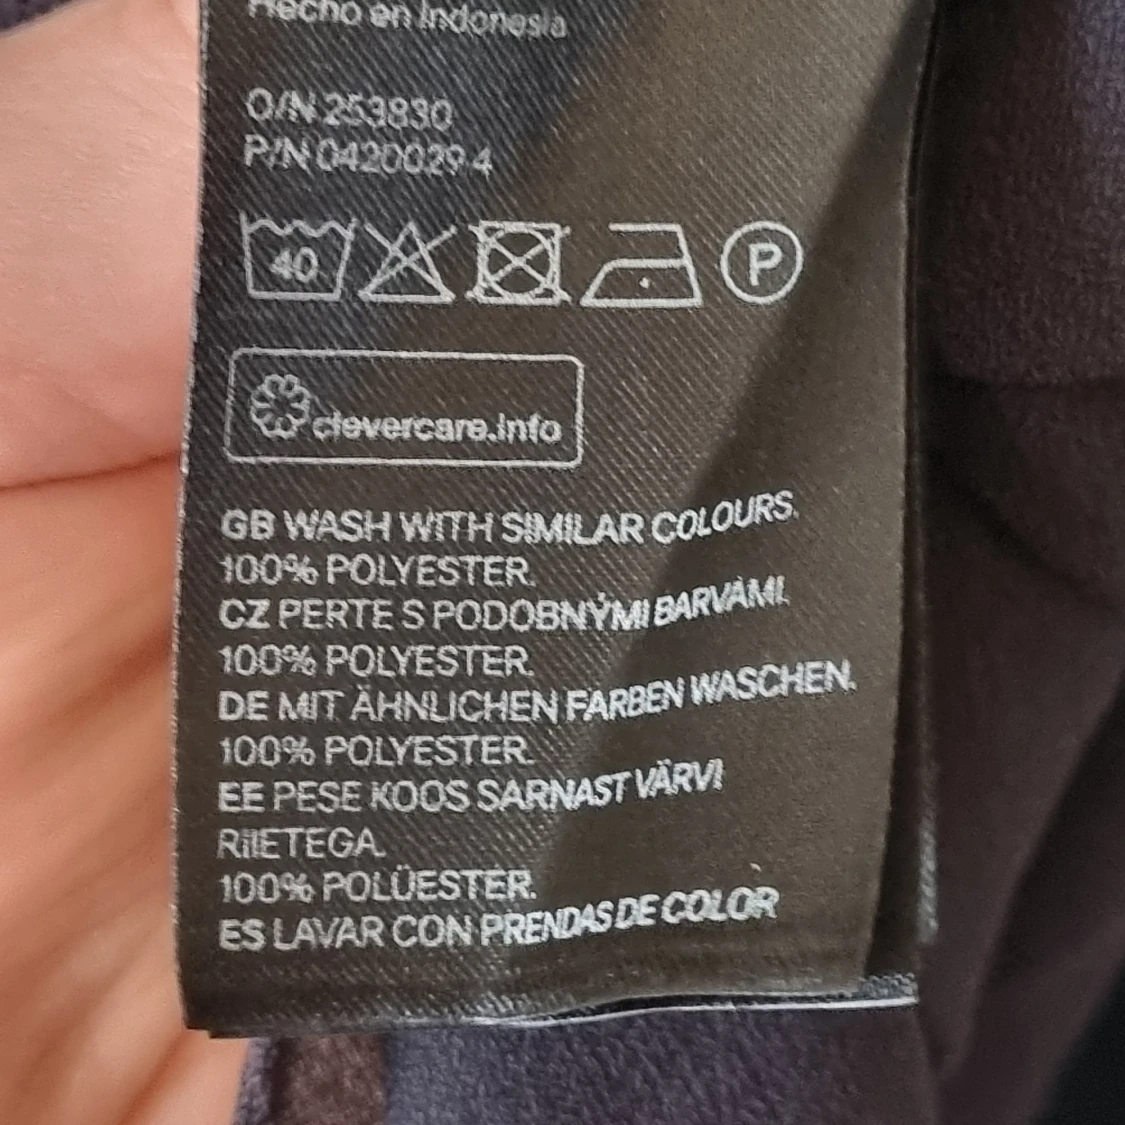 Hecho en Indonesia
O/N 253830
P/N 0420029 4
40 P
clevercare.info
GB WASH WITH SIMILAR COLOURS.
100% POLYESTER.
CZ PERTE S PODOBNÝMI BARVAMI.
100% POLYESTER.
DE MIT ÄHNLICHEN FARBEN WASCHEN.
100% POLYESTER.
EE PESE KOOS SARNAST VÄRVI
RIIETEGA.
100% POLÜESTER.
ES LAVAR CON PRENDAS DE COLOR